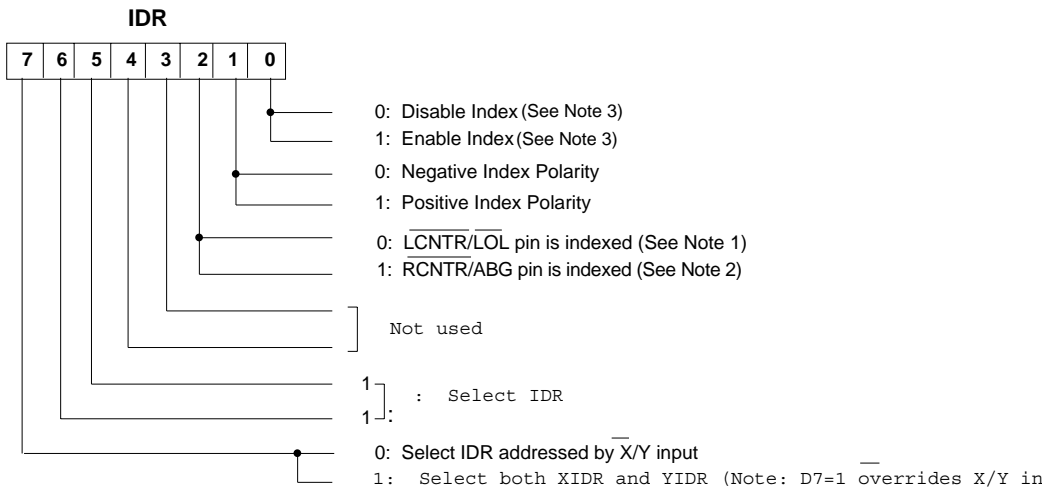 IDR
7 6 5 4 3 2 1 0
0: Disable Index (See Note 3)
1: Enable Index (See Note 3)
0: Negative Index Polarity
1: Positive Index Polarity
0: L̅C̅N̅T̅R̅/L̅O̅L̅ pin is indexed (See Note 1)
1: R̅C̅N̅T̅R̅/ABG pin is indexed (See Note 2)
Not used
1
: Select IDR
1 :
0: Select IDR addressed by X̅/Y input
1: Select both XIDR and YIDR (Note: D7=1 overrides X̅/Y in